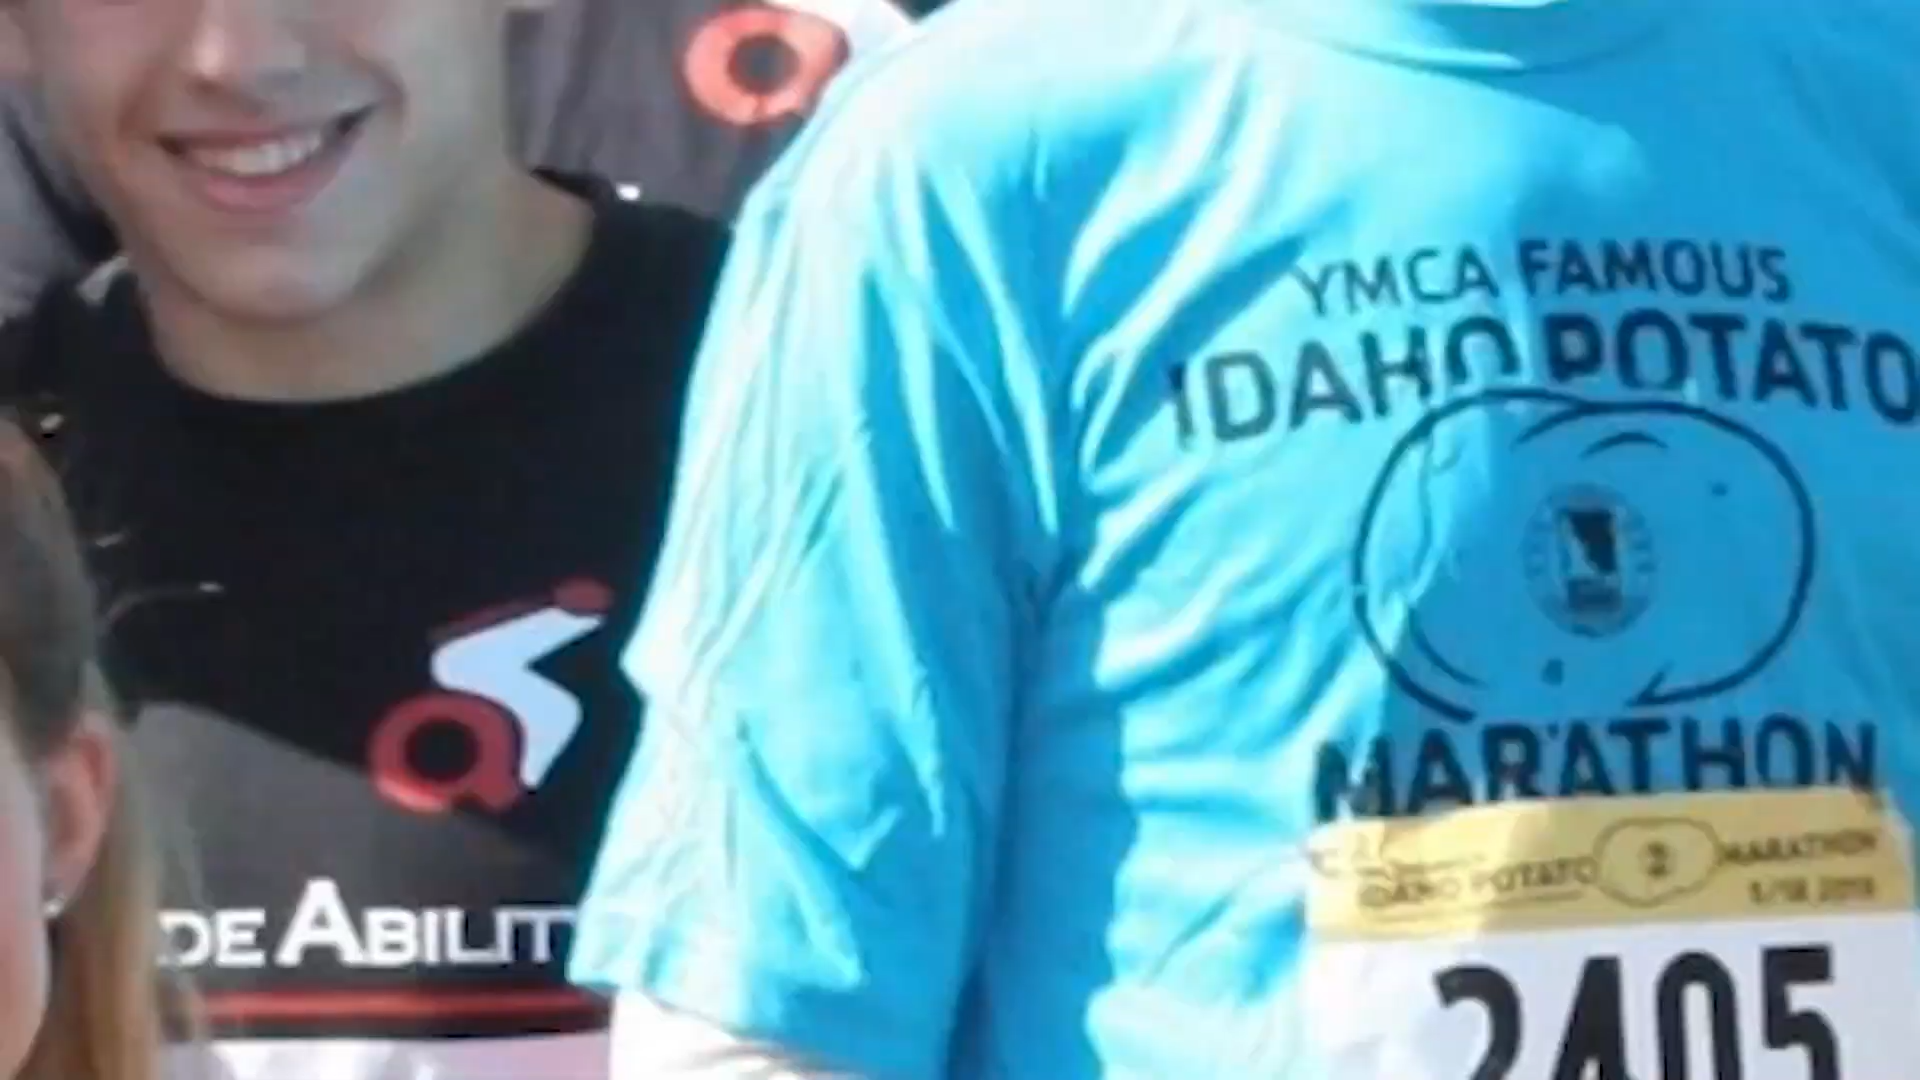 YMCA FAMOUS
IDAHO POTATO
MARATHON
IDAHO POTATO MARATHON
2405
DE ABILIT